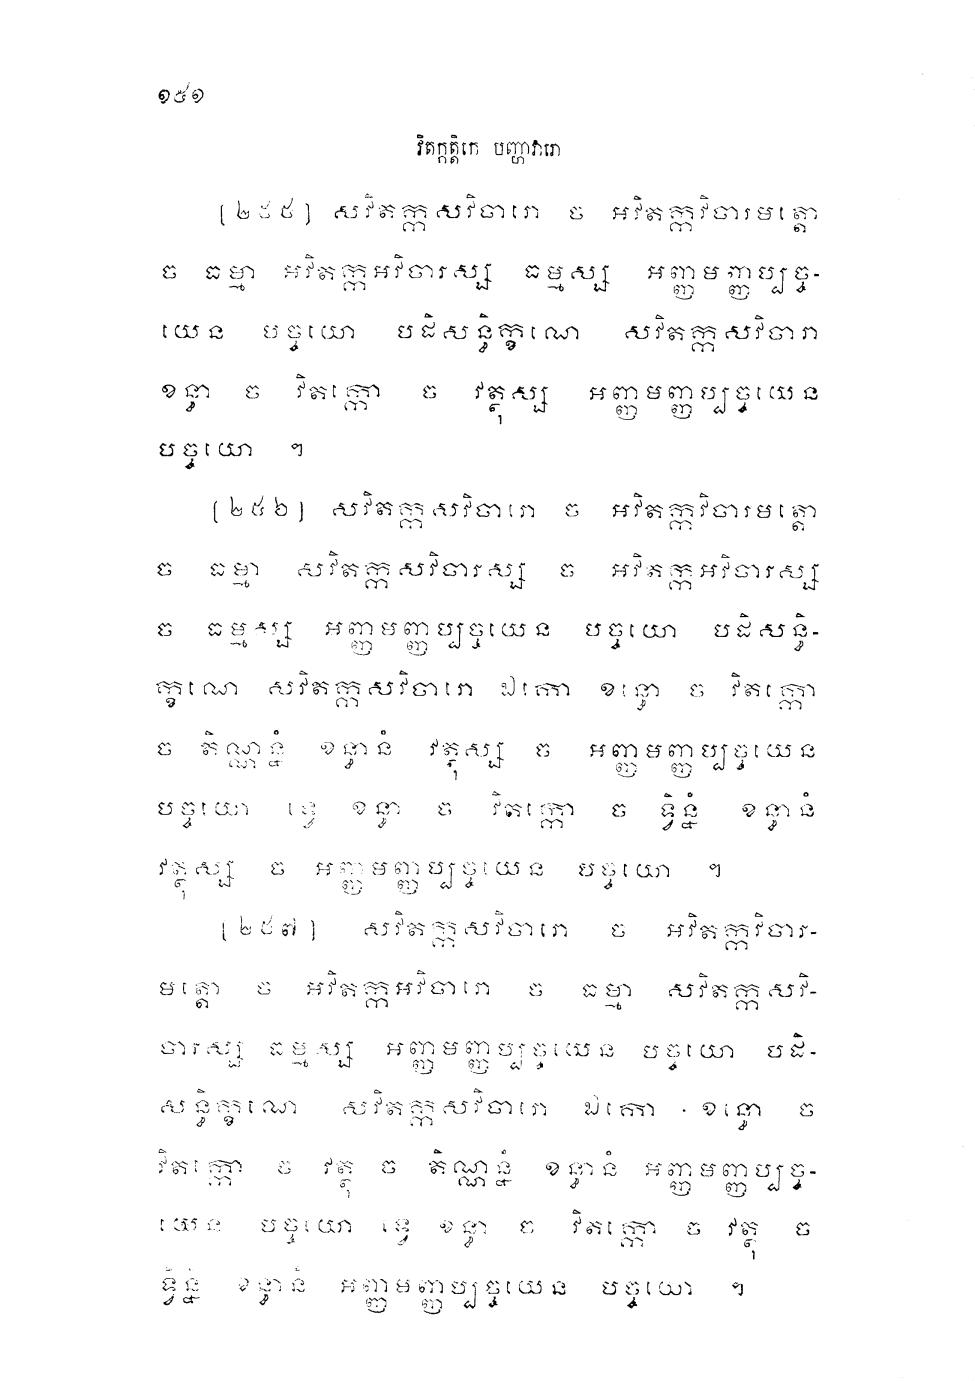 ១៥១
វិតក្កត្តិកេ បញ្ហាវារោ
[២៥៥] សវិតក្កសវិចារោ ច អវិតក្កវិចារមត្តោ
ច ធម្មា អវិតក្កអវិចារស្ស ធម្មស្ស អញ្ញមញ្ញប្បច្ច-
យេន បច្ចយោ បដិសន្ធិក្ខណេ សវិតក្កសវិចារា
ខន្ធា ច វិតក្កោ ច វត្ថុស្ស អញ្ញមញ្ញប្បច្ចយេន
បច្ចយោ ។
[២៥៦] សវិតក្កសវិចារោ ច អវិតក្កវិចារមត្តោ
ច ធម្មា សវិតក្កសវិចារស្ស ច អវិតក្កអវិចារស្ស
ច ធម្មស្ស អញ្ញមញ្ញប្បច្ចយេន បច្ចយោ បដិសន្ធិ-
ក្ខណេ សវិតក្កសវិចារោ ឯកោ ខន្ធោ ច វិតក្កោ
ច តិណ្ណន្នំ ខន្ធានំ វត្ថុស្ស ច អញ្ញមញ្ញប្បច្ចយេន
បច្ចយោ ទ្វេ ខន្ធា ច វិតក្កោ ច ទ្វិន្នំ ខន្ធានំ
វត្ថុស្ស ច អញ្ញមញ្ញប្បច្ចយេន បច្ចយោ ។
[២៥៧] សវិតក្កសវិចារោ ច អវិតក្កវិចារ-
មត្តោ ច អវិតក្កអវិចារោ ច ធម្មា សវិតក្កសវិ-
ចារស្ស ធម្មស្ស អញ្ញមញ្ញប្បច្ចយេន បច្ចយោ បដិ-
សន្ធិក្ខណេ សវិតក្កសវិចារោ ឯកោ ខន្ធោ ច
វិតក្កោ ច វត្ថុ ច តិណ្ណន្នំ ខន្ធានំ អញ្ញមញ្ញប្បច្ច-
យេន បច្ចយោ ទ្វេ ខន្ធា ច វិតក្កោ ច វត្ថុ ច
ទ្វិន្នំ ខន្ធានំ អញ្ញមញ្ញប្បច្ចយេន បច្ចយោ ។